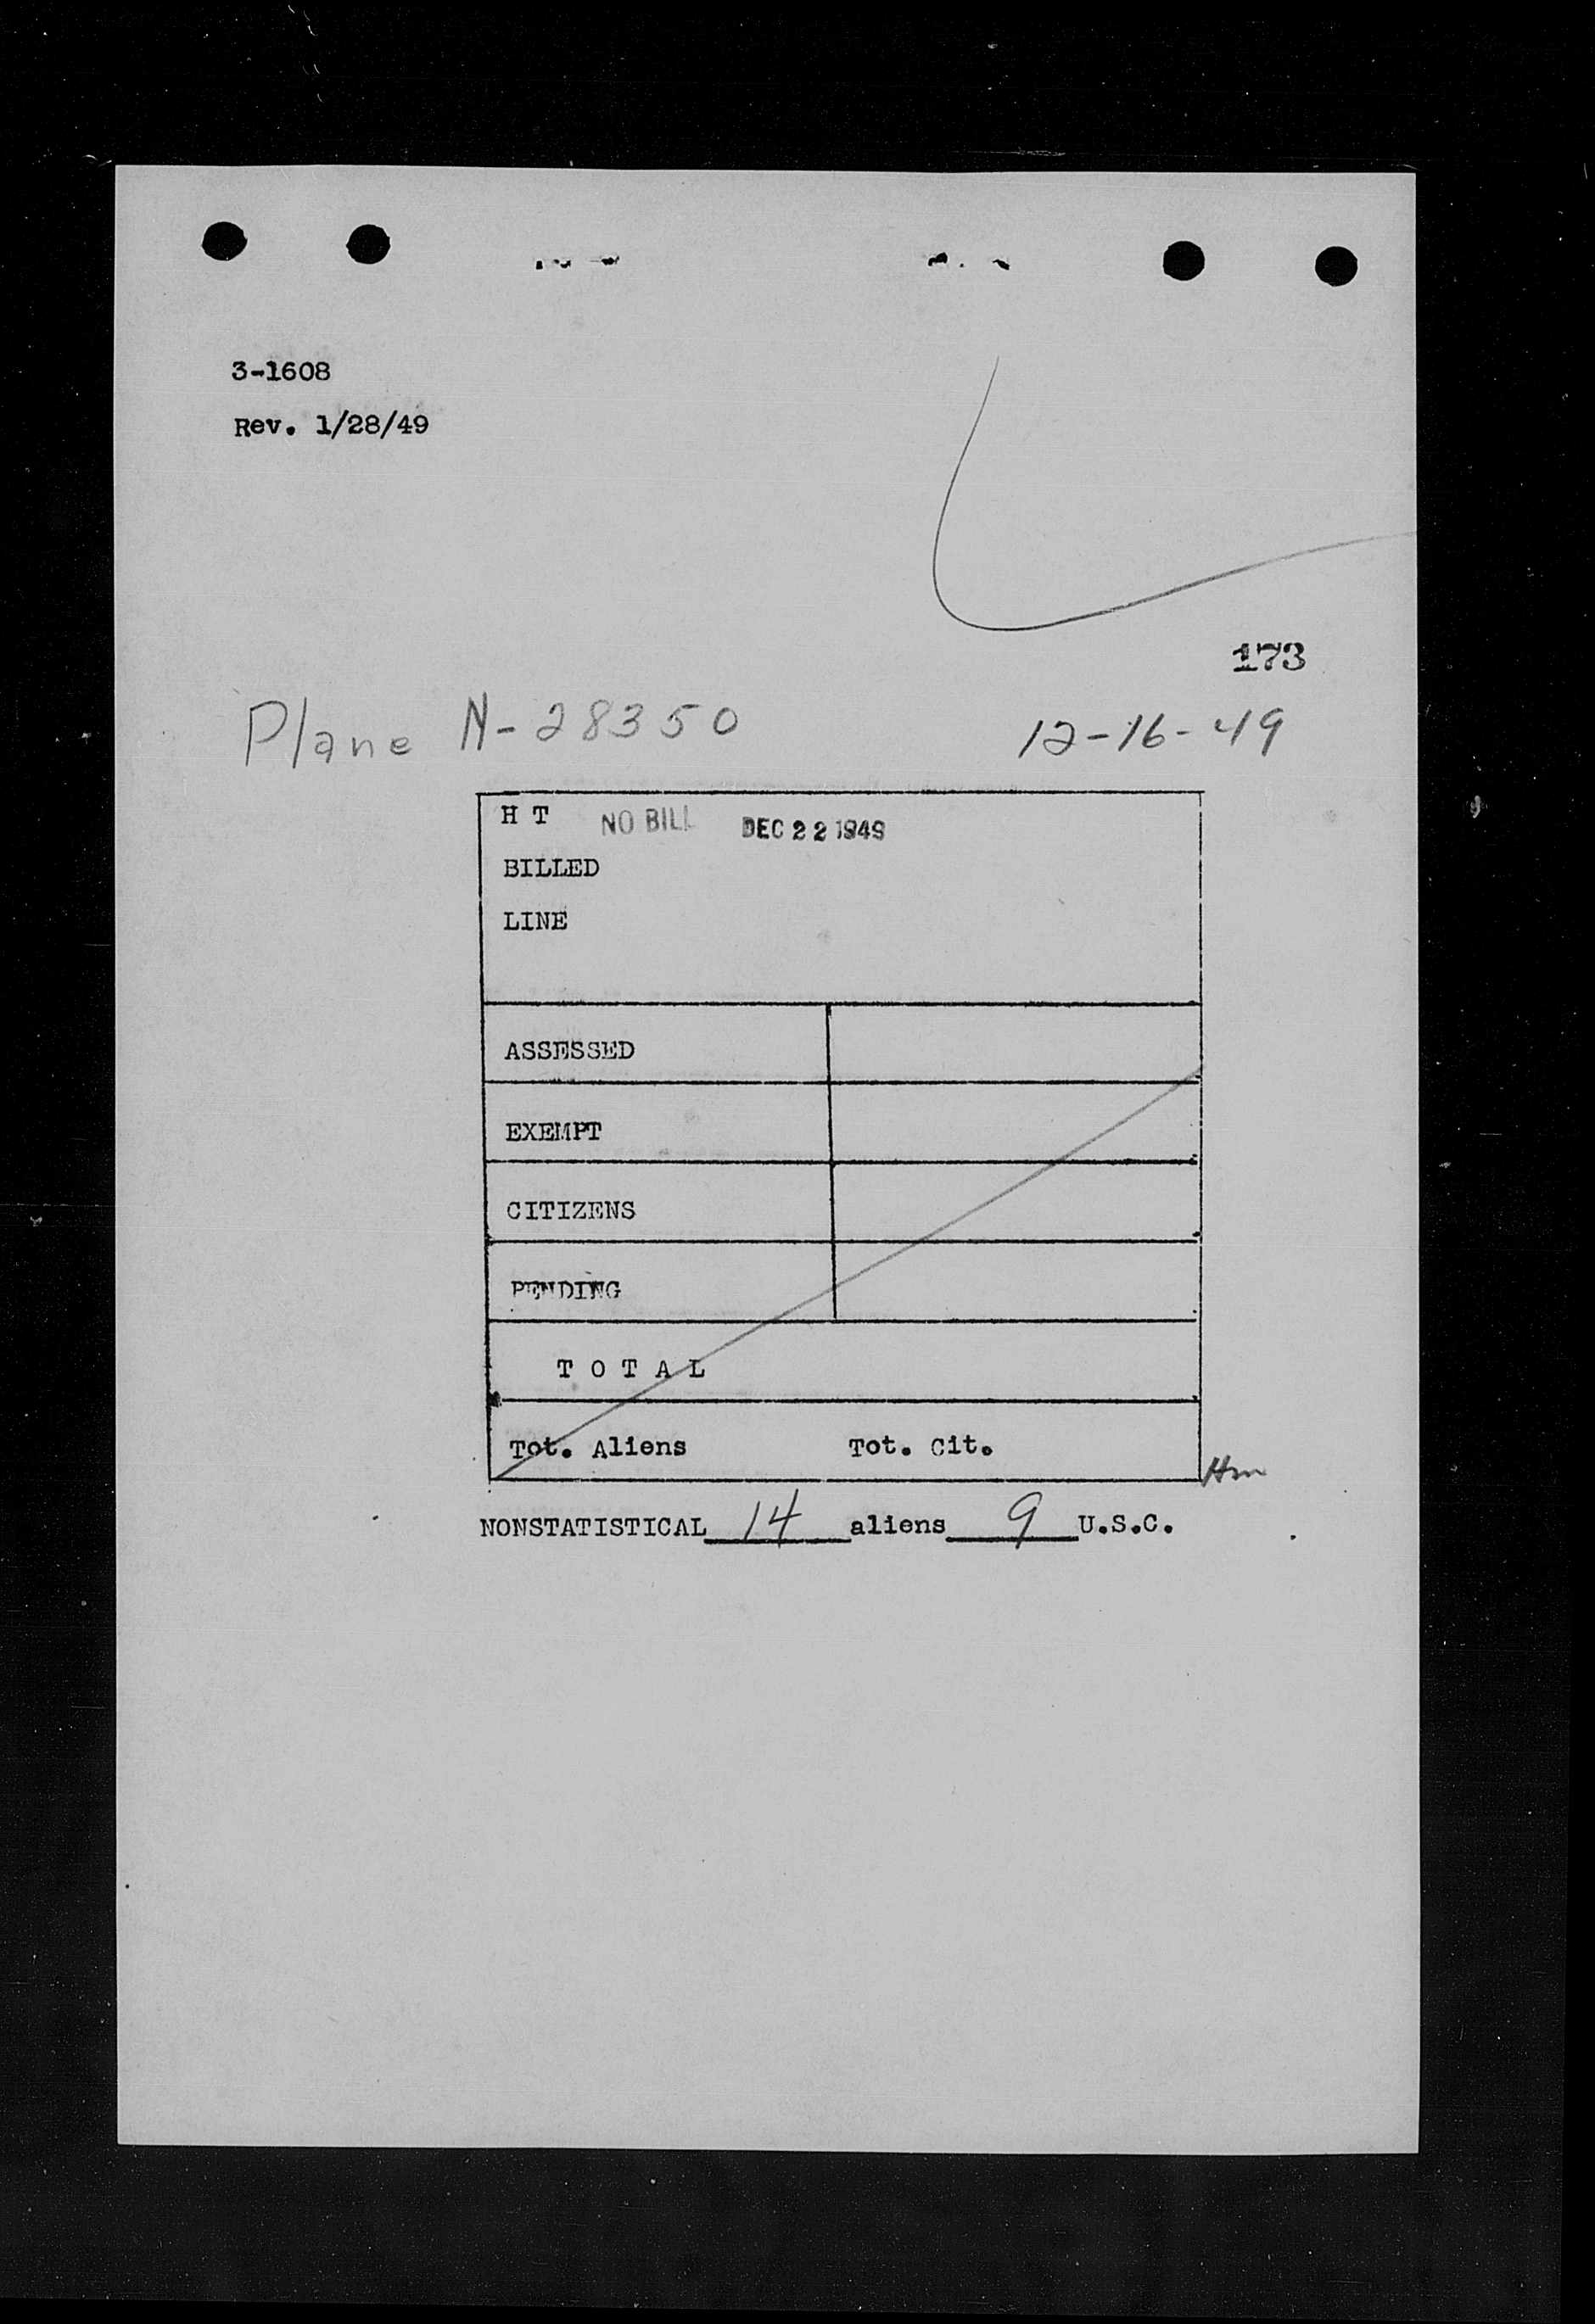 3-1608
Rev. 1/28/49
173
Plane N-28350 12-16-49
H T NO BILL DEC 22 1949
BILLED
LINE
ASSESSED
EXEMPT
CITIZENS
PENDING
T O T A L
Tot. Aliens Tot. Cit.
NONSTATISTICAL 14 aliens 9 U.S.C.